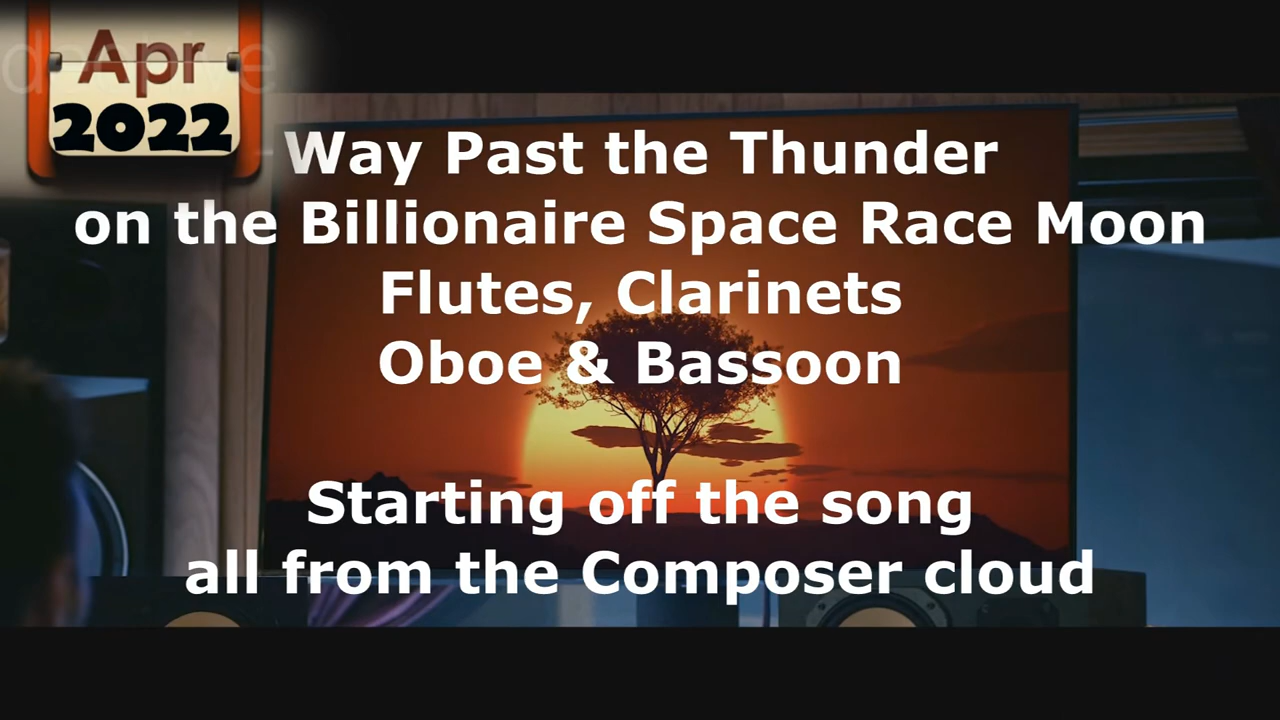 Apr
2022
Way Past the Thunder
on the Billionaire Space Race Moon
Flutes, Clarinets
Oboe & Bassoon
Starting off the song
all from the Composer cloud